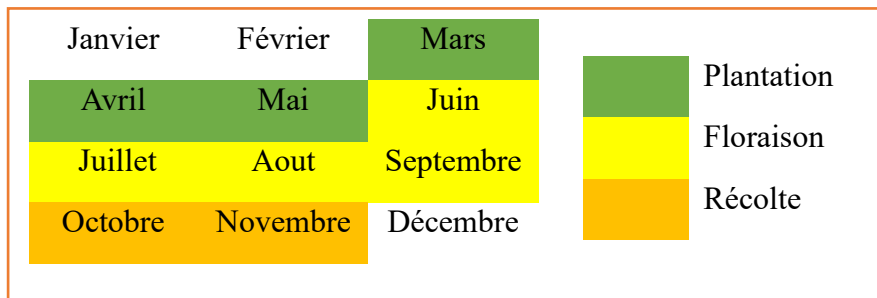 Janvier Février Mars
Avril Mai Juin
Juillet Aout Septembre
Octobre Novembre Décembre
Plantation
Floraison
Récolte